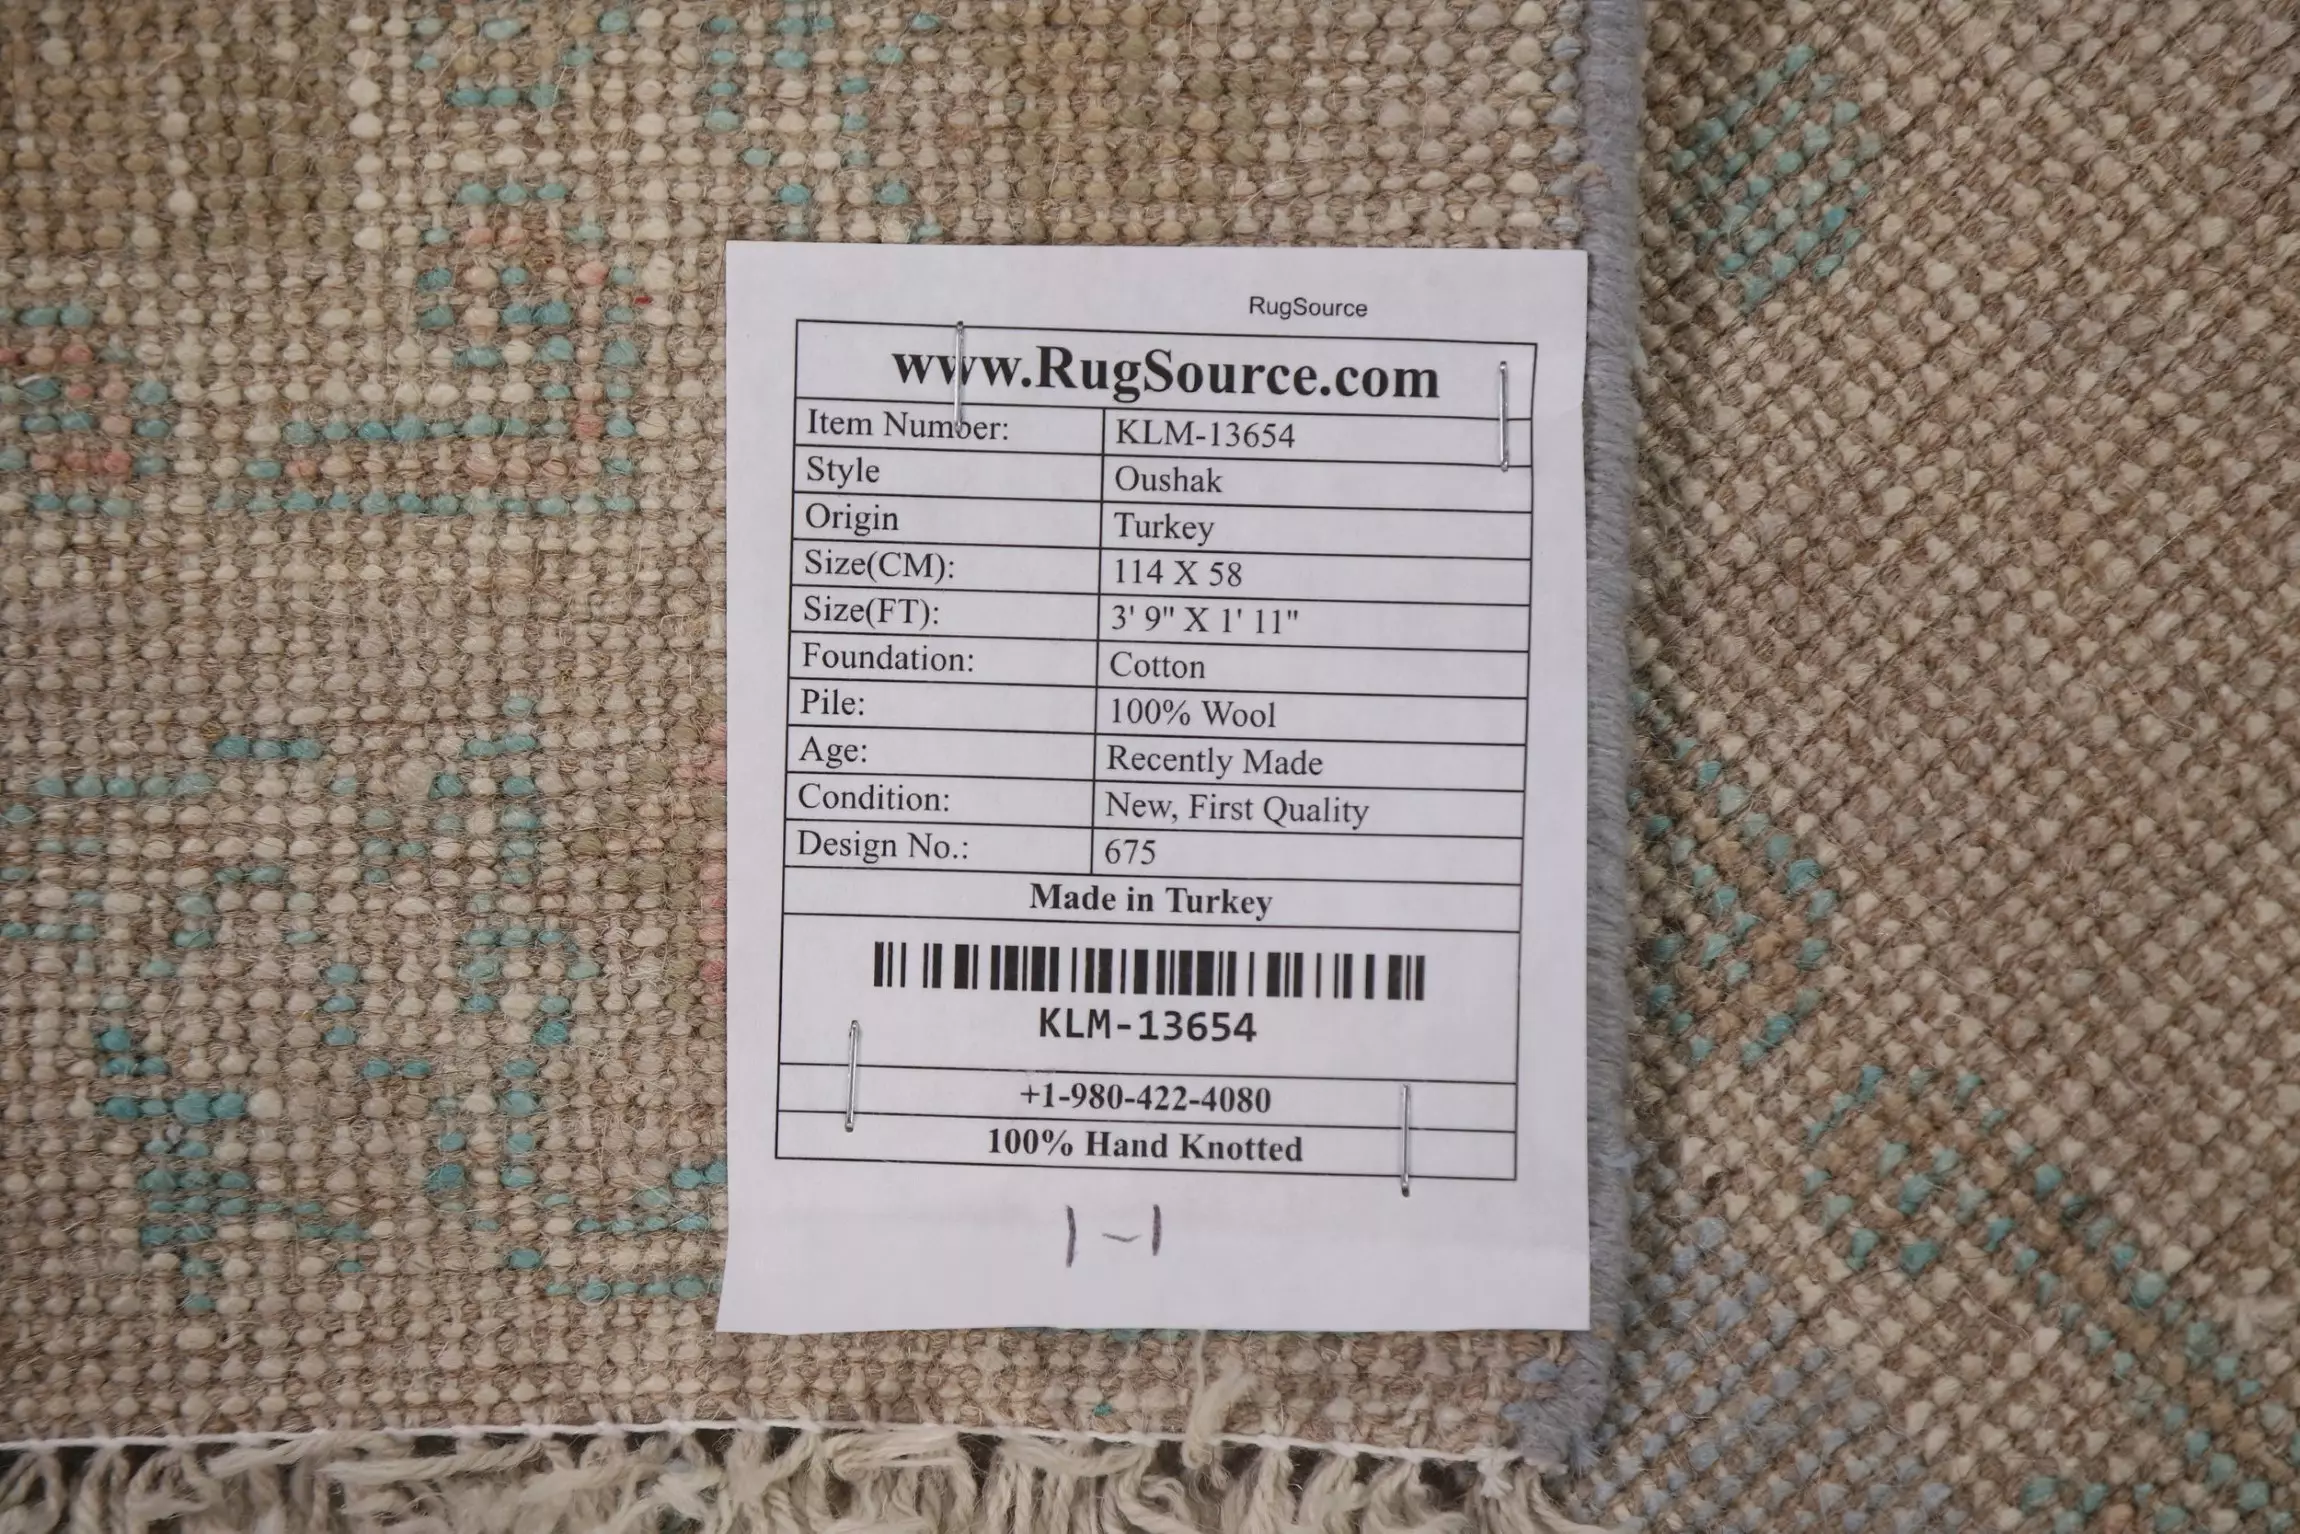 RugSource
www.RugSource.com
Item Number: KLM-13654
Style Oushak
Origin Turkey
Size(CM): 114 X 58
Size(FT): 3' 9" X 1' 11"
Foundation: Cotton
Pile: 100% Wool
Age: Recently Made
Condition: New, First Quality
Design No.: 675
Made in Turkey
KLM-13654
+1-980-422-4080
100% Hand Knotted
1-1